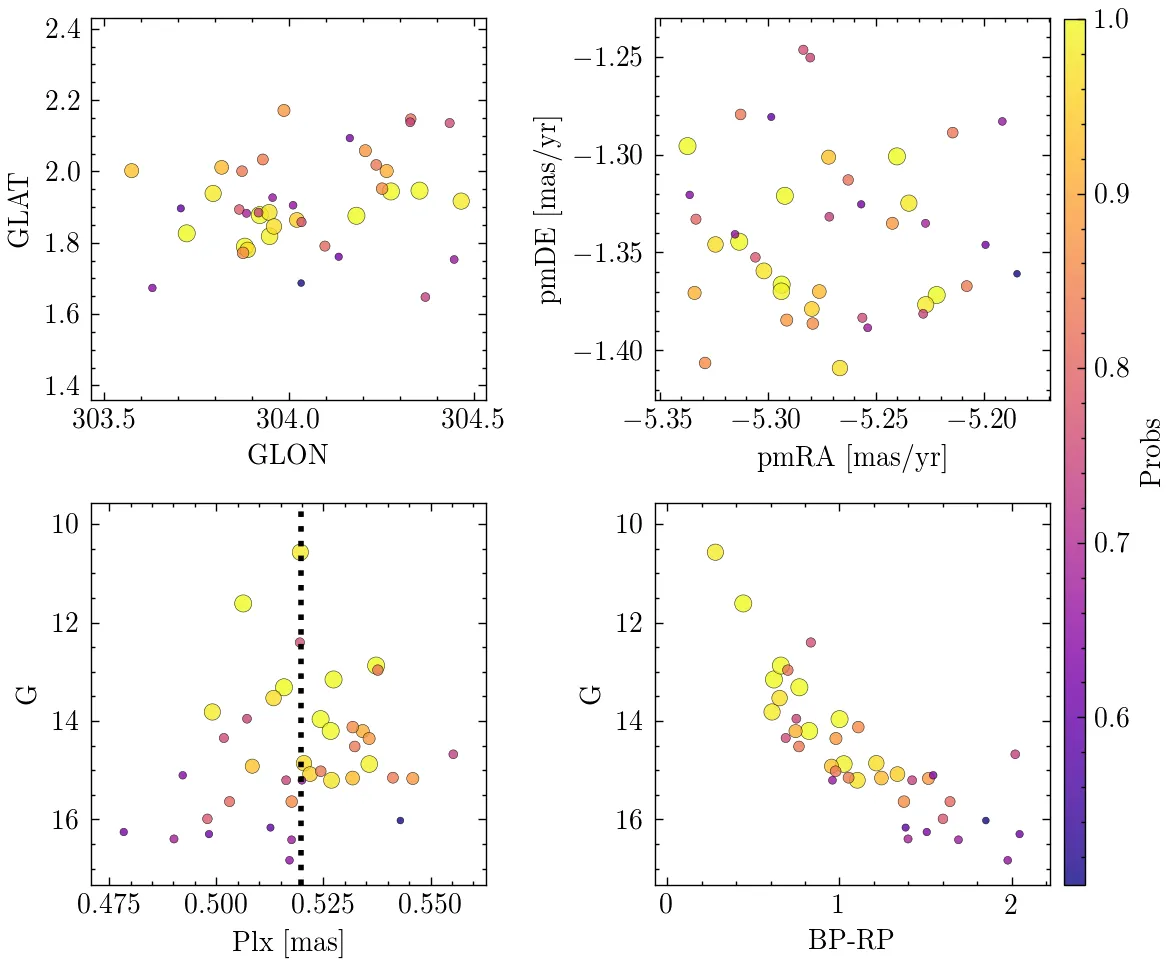 2.4
2.2
2.0
1.8
1.6
1.4
GLAT
303.5 304.0 304.5
GLON
−1.25
−1.30
−1.35
−1.40
pmDE [mas/yr]
−5.35 −5.30 −5.25 −5.20
pmRA [mas/yr]
1.0
0.9
0.8
0.7
0.6
Probs
10
12
14
16
G
0.475 0.500 0.525 0.550
Plx [mas]
10
12
14
16
G
0 1 2
BP-RP